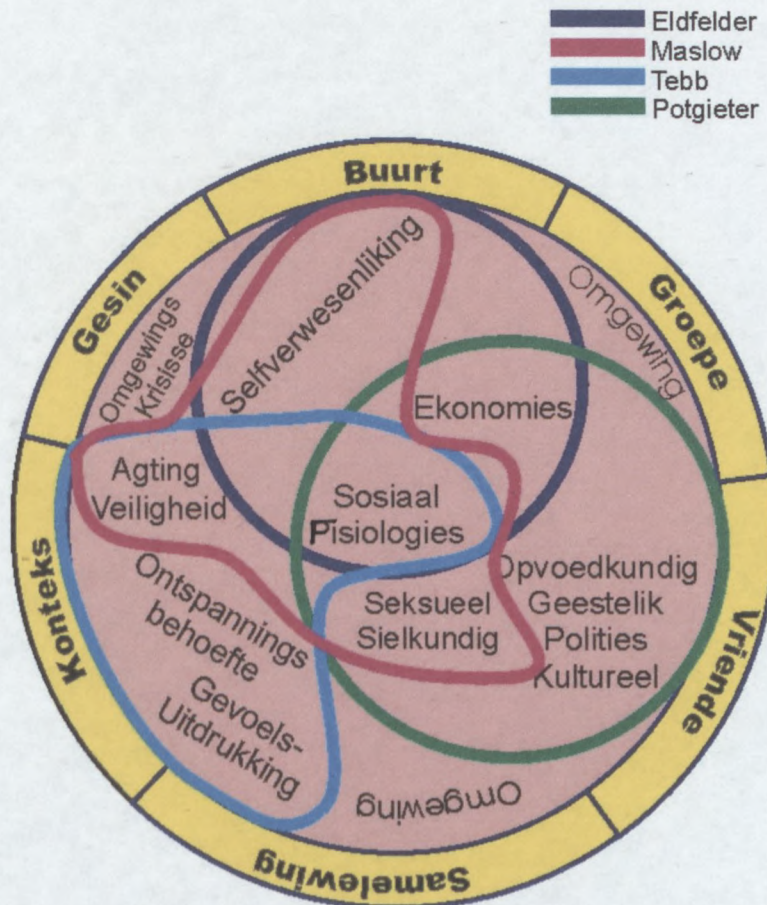 Eldfelder
Maslow
Tebb
Potgieter
Buurt
Gesin
Groepe
Omgewings
Krisisse
Selfverwesenliking
Omgewing
Ekonomies
Agting
Veiligheid
Sosiaal
Fisiologies
Konteks
Ontspannings
behoefte
Seksueel
Sielkundig
Opvoedkundig
Geestelik
Polities
Kultureel
Vriende
Gevoels-
Uitdrukking
Omgewing
Samelewing